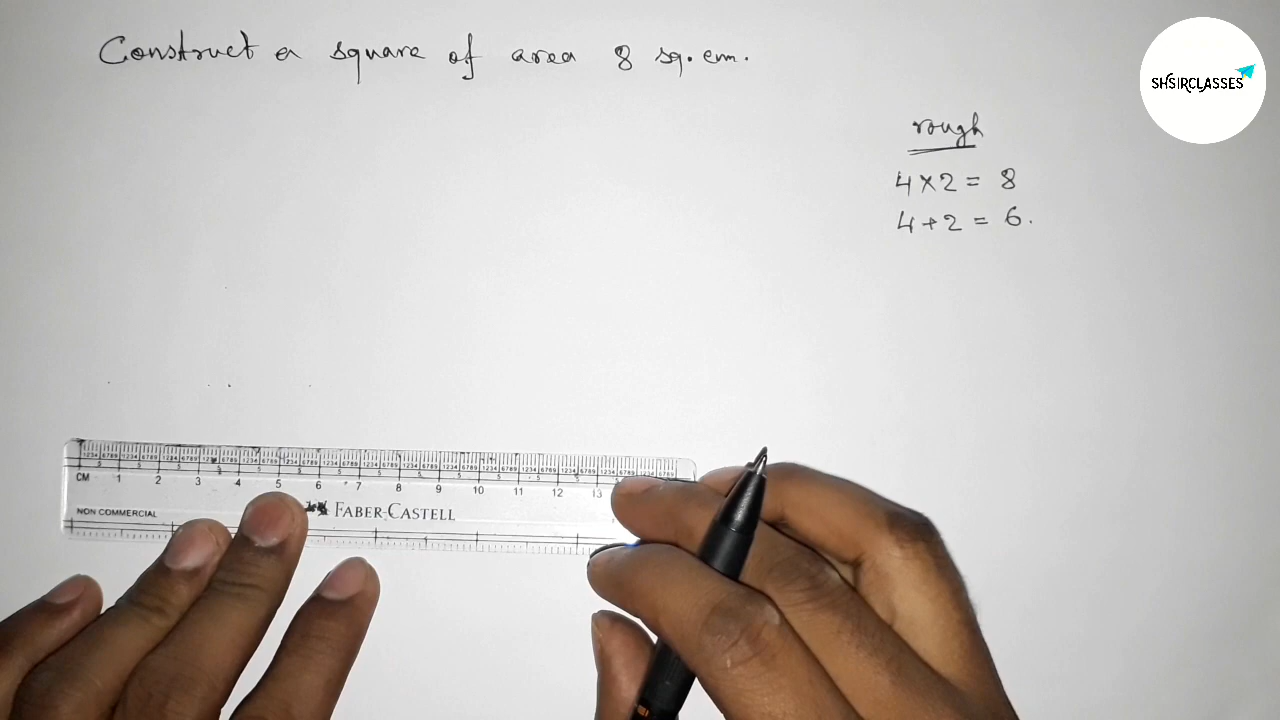 Construct a square of area 8 sq. cm.
SHSIRCLASSES
rough
4×2 = 8
4+2 = 6.
CM 1 2 3 4 5 6 7 8 9 10 11 12 13
NON COMMERCIAL
FABER-CASTELL